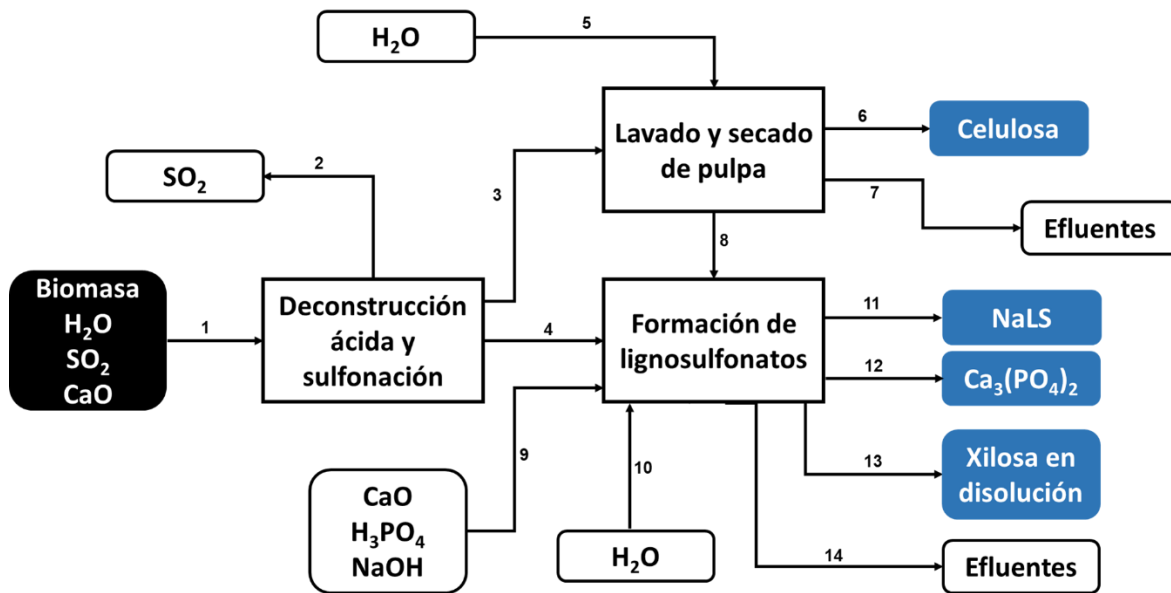 H₂O
5
Lavado y secado
de pulpa
6
Celulosa
7
Efluentes
SO₂
2
3
8
Biomasa
H₂O
SO₂
CaO
1
Deconstrucción
ácida y
sulfonación
4
Formación de
lignosulfonatos
11
NaLS
12
Ca₃(PO₄)₂
13
Xilosa en
disolución
9
CaO
H₃PO₄
NaOH
10
H₂O
14
Efluentes